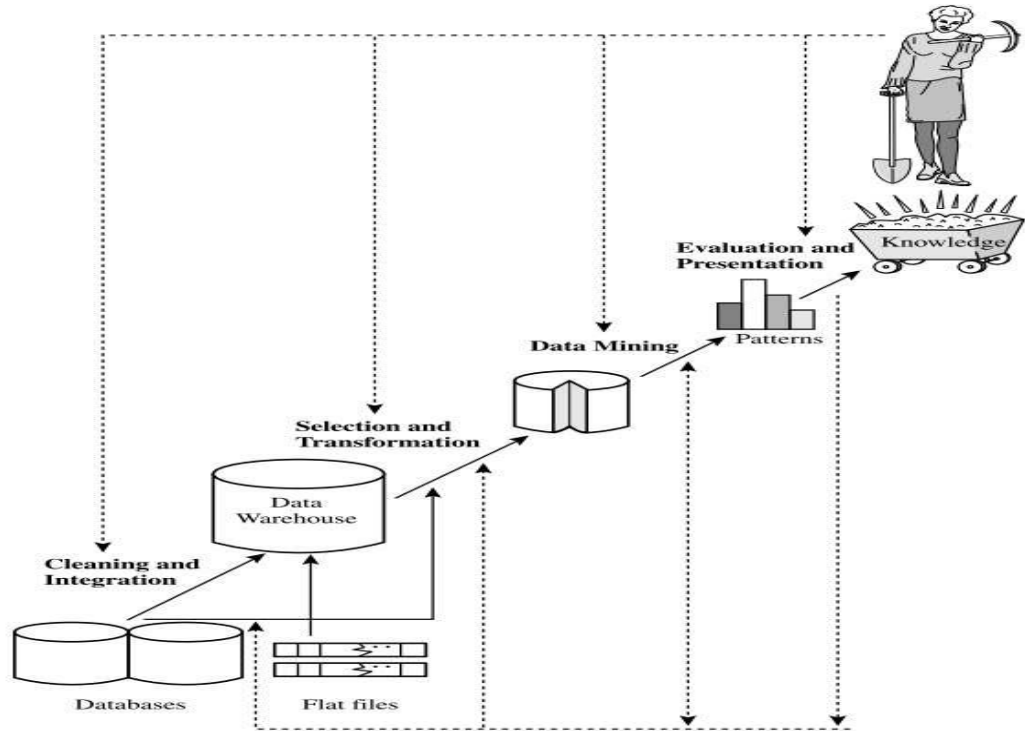 Evaluation and
Presentation
Knowledge
Patterns
Data Mining
Selection and
Transformation
Data
Warehouse
Cleaning and
Integration
Databases
Flat files